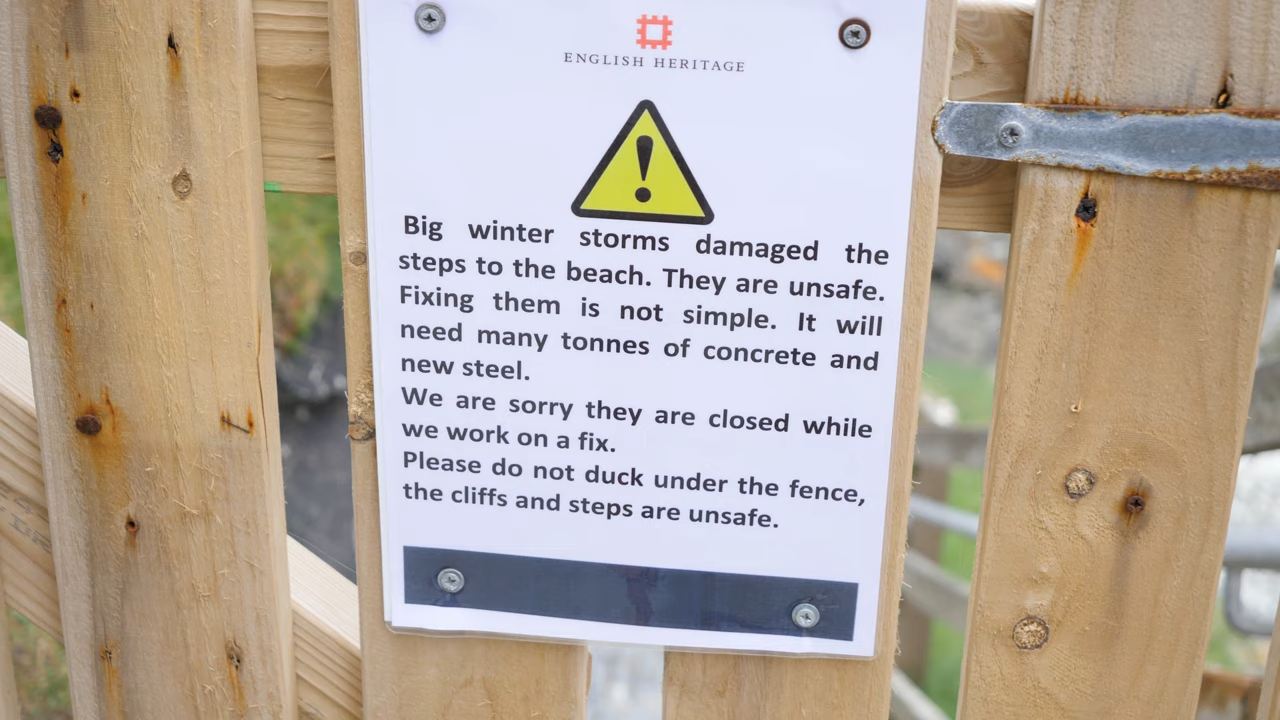 ENGLISH HERITAGE
Big winter storms damaged the
steps to the beach. They are unsafe.
Fixing them is not simple. It will
need many tonnes of concrete and
new steel.
We are sorry they are closed while
we work on a fix.
Please do not duck under the fence,
the cliffs and steps are unsafe.